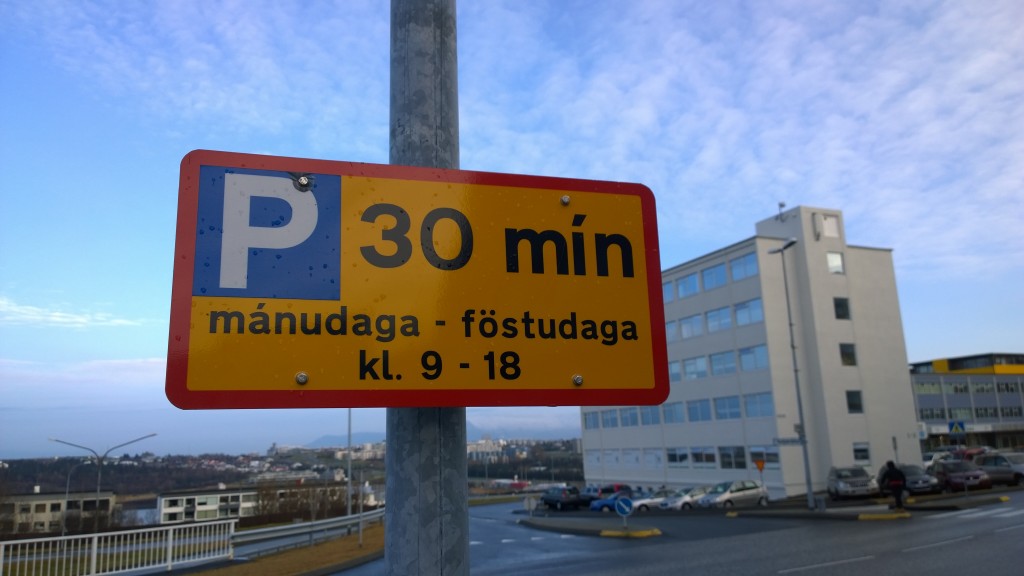 P 30 mín
mánudaga - föstudaga
kl. 9 - 18